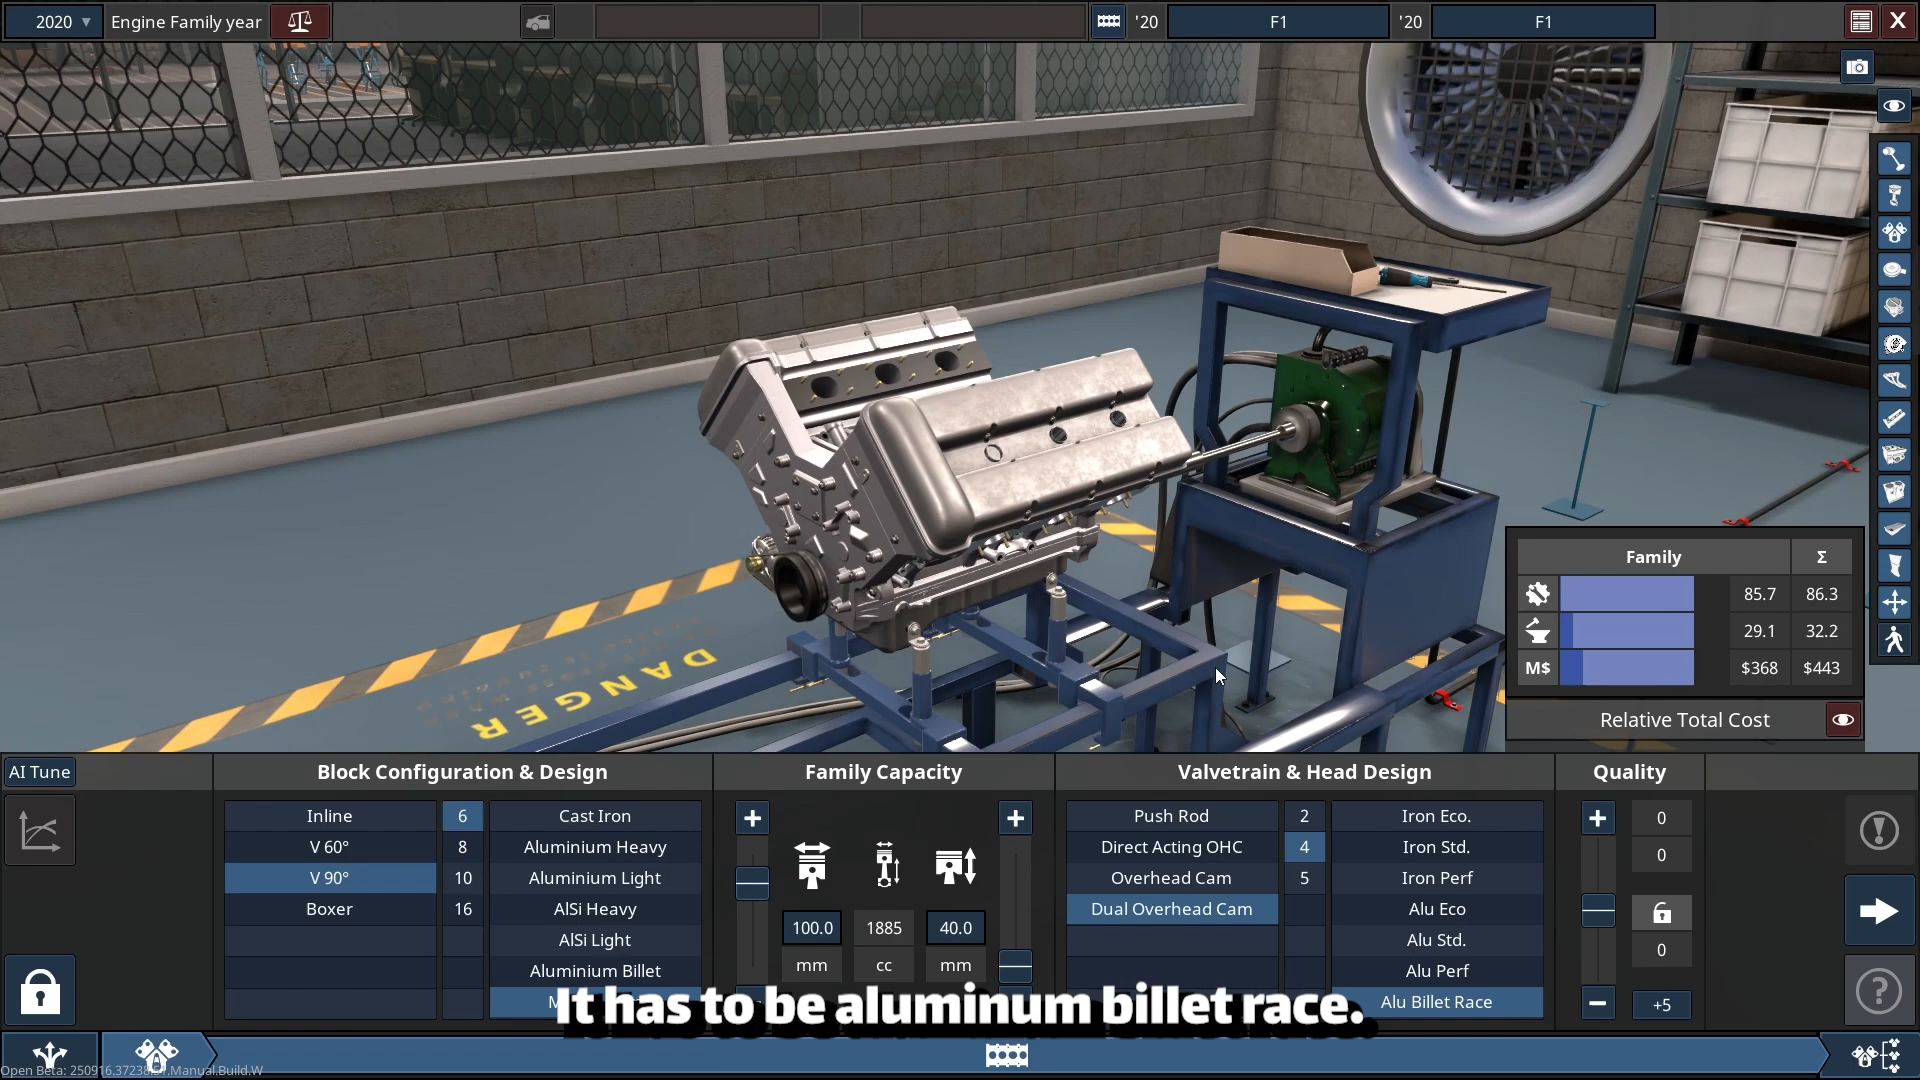 2020 ▼ Engine Family year '20 F1 '20 F1 X
DANGER
Family Σ
85.7 86.3
29.1 32.2
M$ $368 $443
Relative Total Cost
AI Tune Block Configuration & Design Family Capacity Valvetrain & Head Design Quality
Inline 6 Cast Iron + + Push Rod 2 Iron Eco. + 0
V 60° 8 Aluminium Heavy Direct Acting OHC 4 Iron Std. 0
V 90° 10 Aluminium Light Overhead Cam 5 Iron Perf
Boxer 16 AlSi Heavy 100.0 1885 40.0 Dual Overhead Cam Alu Eco
AlSi Light mm cc mm Alu Std. 0
Aluminium Billet Alu Perf
Alu Billet Race − +5
It has to be aluminum billet race.